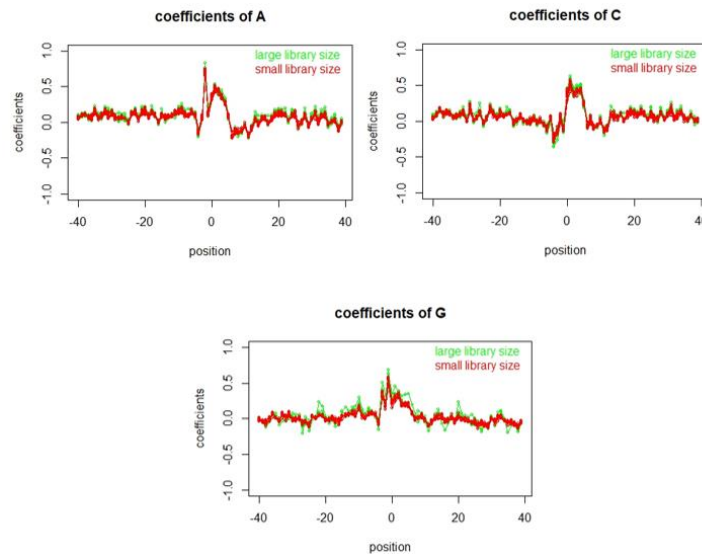 coefficients of A
large library size
small library size
coefficients
1.0
0.5
0.0
-0.5
-1.0
-40
-20
0
20
40
position
coefficients of C
large library size
small library size
coefficients
1.0
0.5
0.0
-0.5
-1.0
-40
-20
0
20
40
position
coefficients of G
large library size
small library size
coefficients
1.0
0.5
0.0
-0.5
-1.0
-40
-20
0
20
40
position